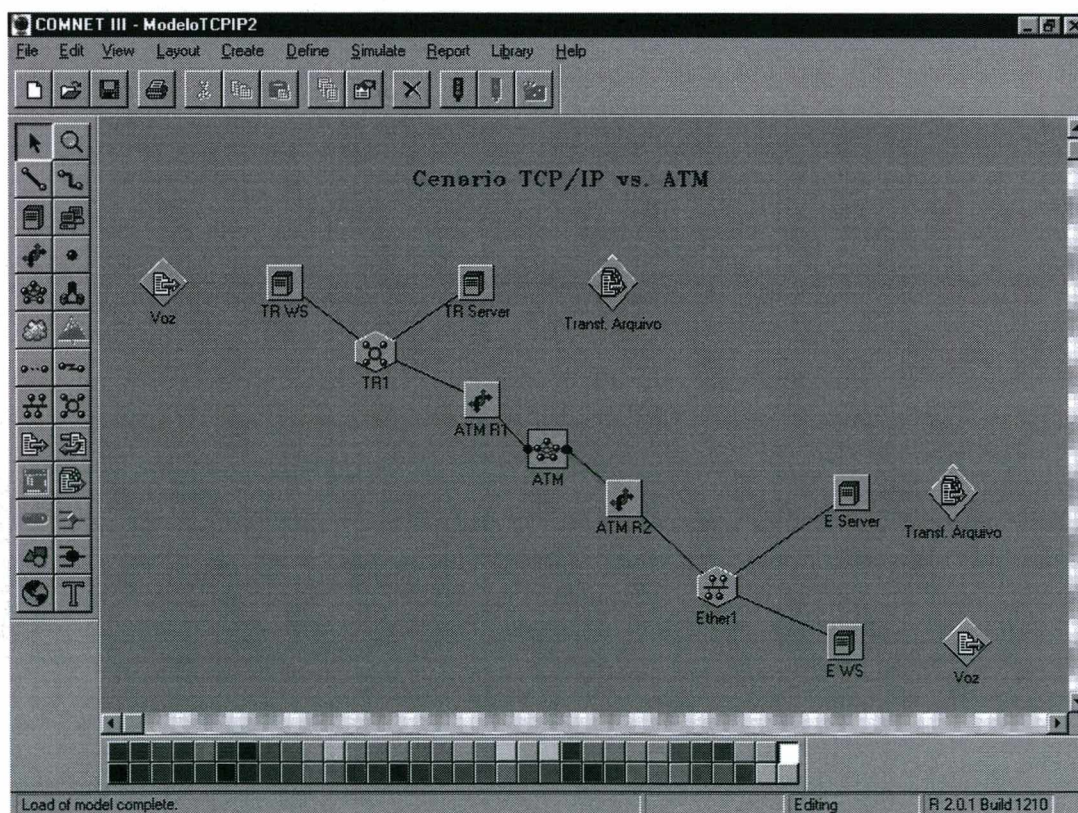 COMNET III - ModeloTCPIP2
File Edit View Layout Create Define Simulate Report Library Help
Cenario TCP/IP vs. ATM
Voz
TR WS
TR Server
Transf. Arquivo
TR1
ATM R1
ATM
ATM R2
E Server
Transf. Arquivo
Ether1
E WS
Voz
T
Load of model complete.
Editing
R 2.0.1 Build 1210